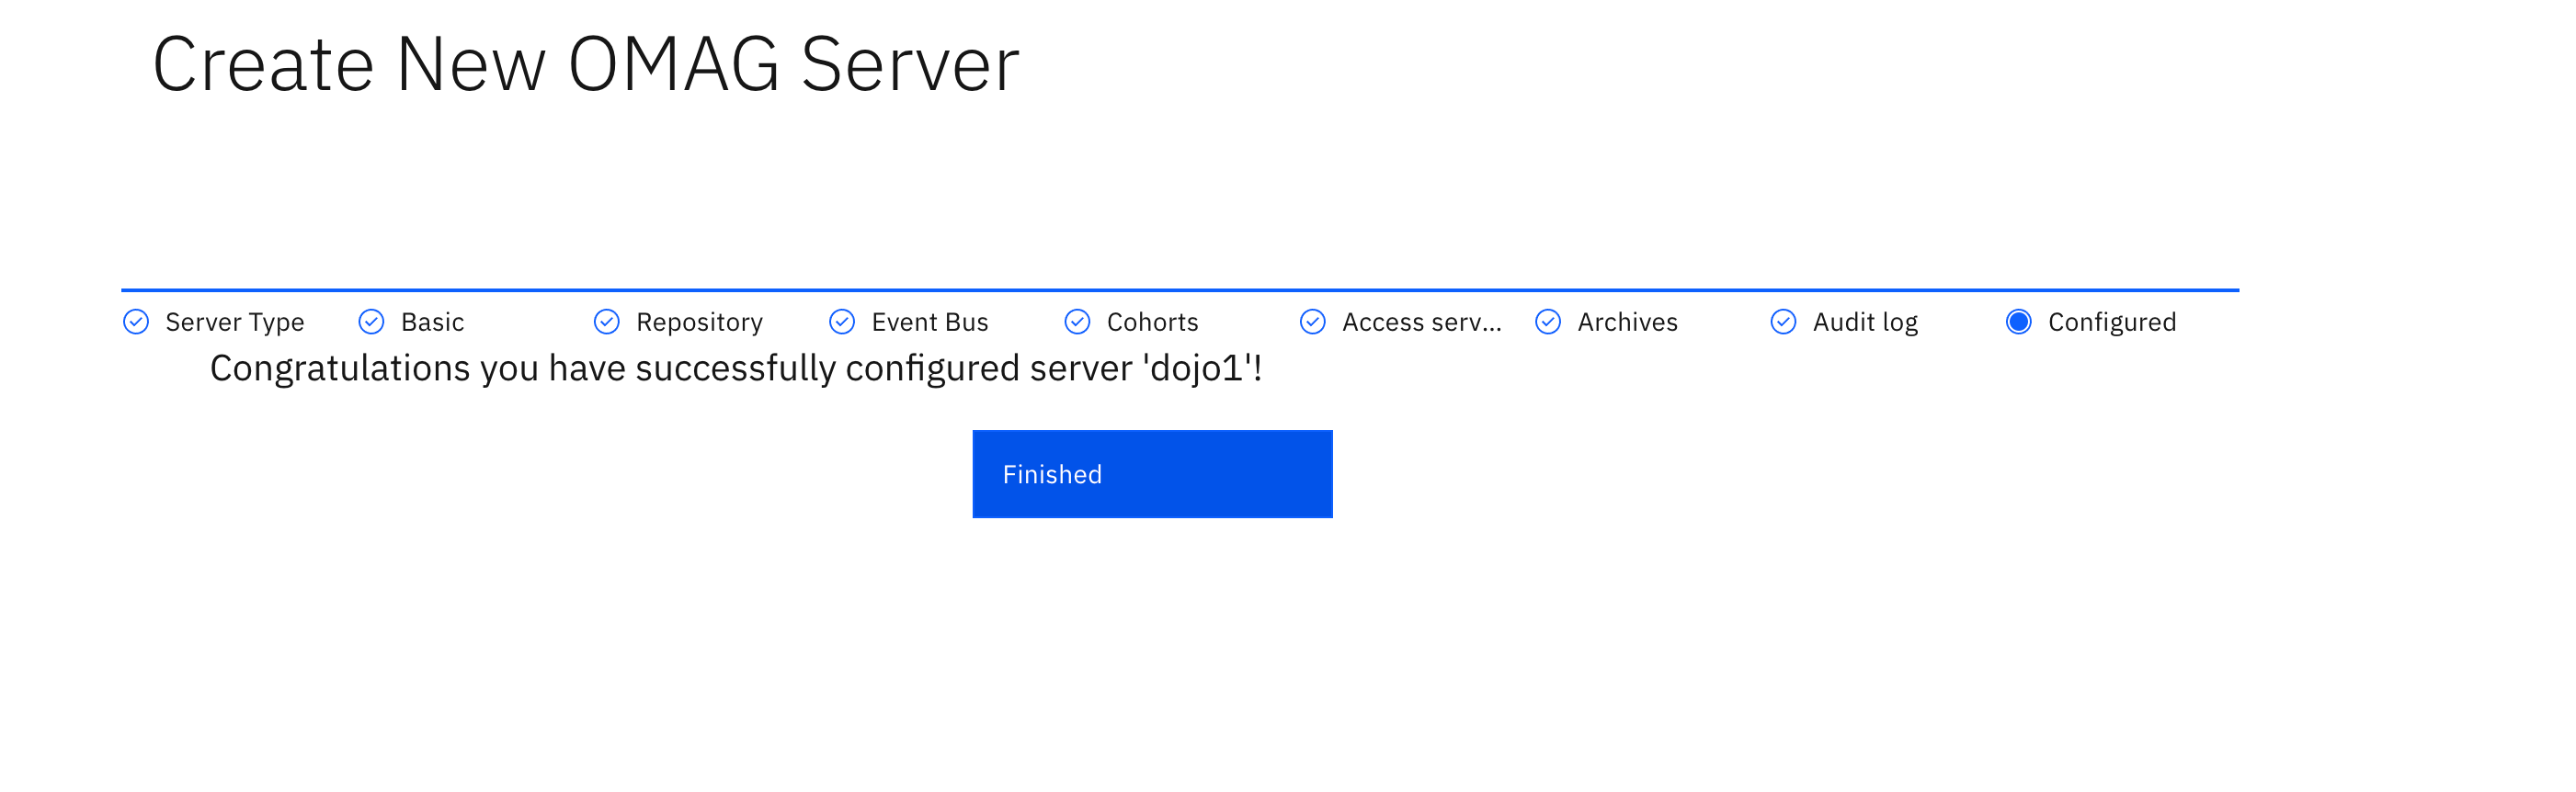 Create New OMAG Server
Server Type Basic Repository Event Bus Cohorts Access serv... Archives Audit log Configured
Congratulations you have successfully configured server 'dojo1'!
Finished